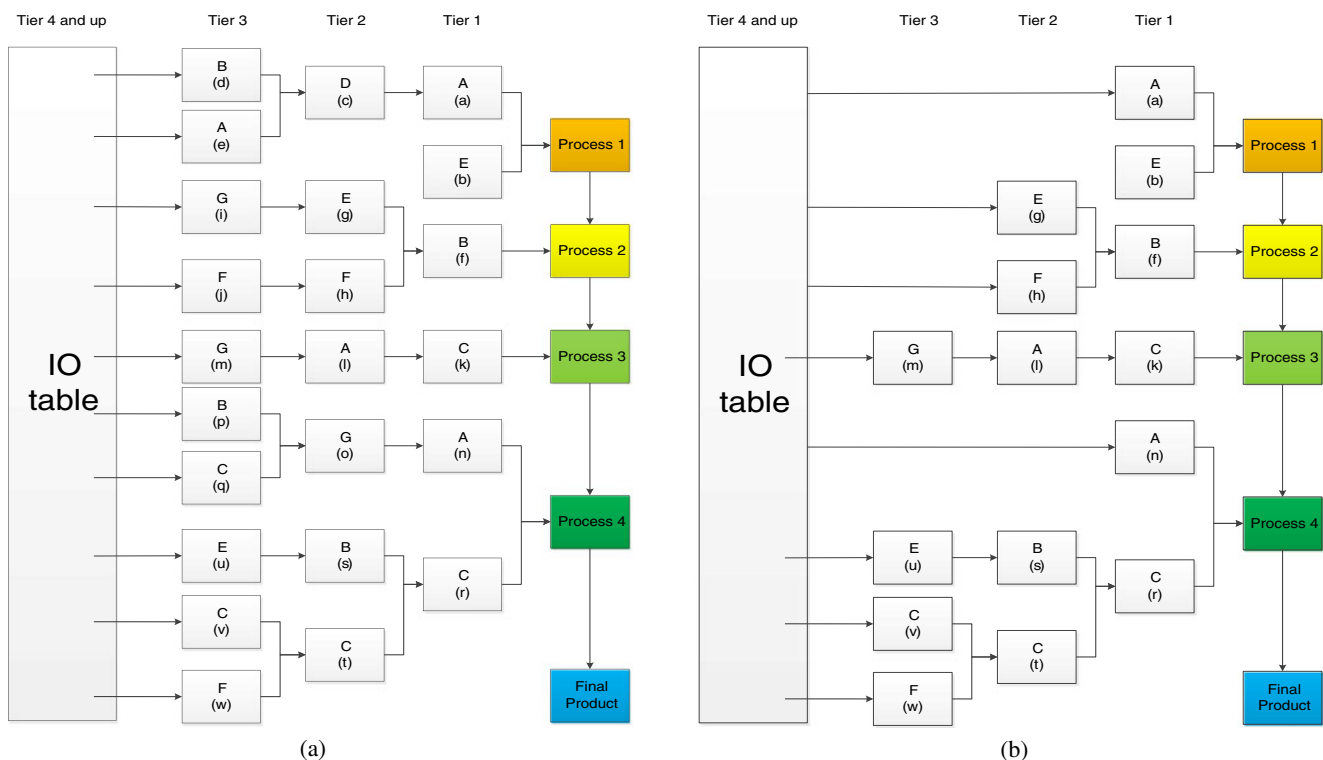 Tier 4 and up
Tier 3
Tier 2
Tier 1
B
(d)
D
(c)
A
(a)
A
(e)
Process 1
E
(b)
G
(i)
E
(g)
B
(f)
Process 2
F
(j)
F
(h)
IO
table
G
(m)
A
(l)
C
(k)
Process 3
B
(p)
G
(o)
A
(n)
C
(q)
Process 4
E
(u)
B
(s)
C
(r)
C
(v)
C
(t)
F
(w)
Final
Product
(a)
Tier 4 and up
Tier 3
Tier 2
Tier 1
A
(a)
Process 1
E
(b)
E
(g)
B
(f)
Process 2
F
(h)
IO
table
G
(m)
A
(l)
C
(k)
Process 3
A
(n)
Process 4
E
(u)
B
(s)
C
(r)
C
(v)
C
(t)
F
(w)
Final
Product
(b)